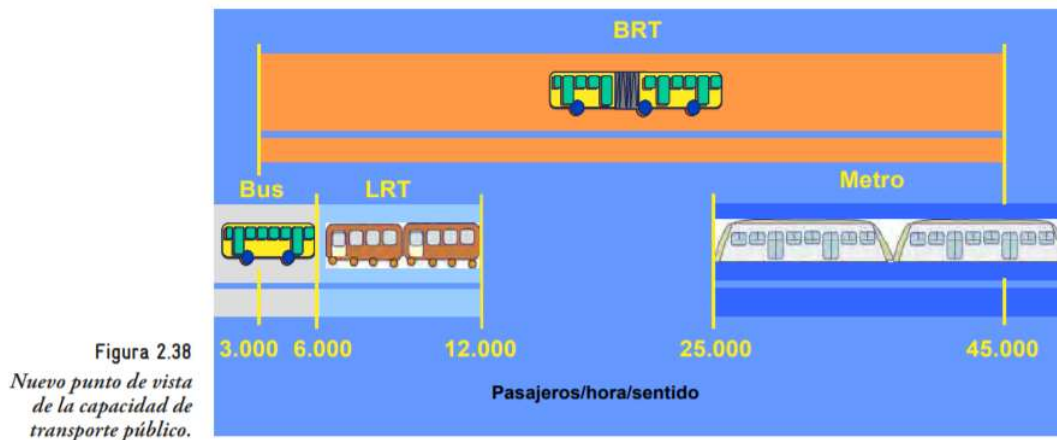 BRT
Bus LRT Metro
3.000 6.000 12.000 25.000 45.000
Pasajeros/hora/sentido
Figura 2.38
Nuevo punto de vista
de la capacidad de
transporte público.